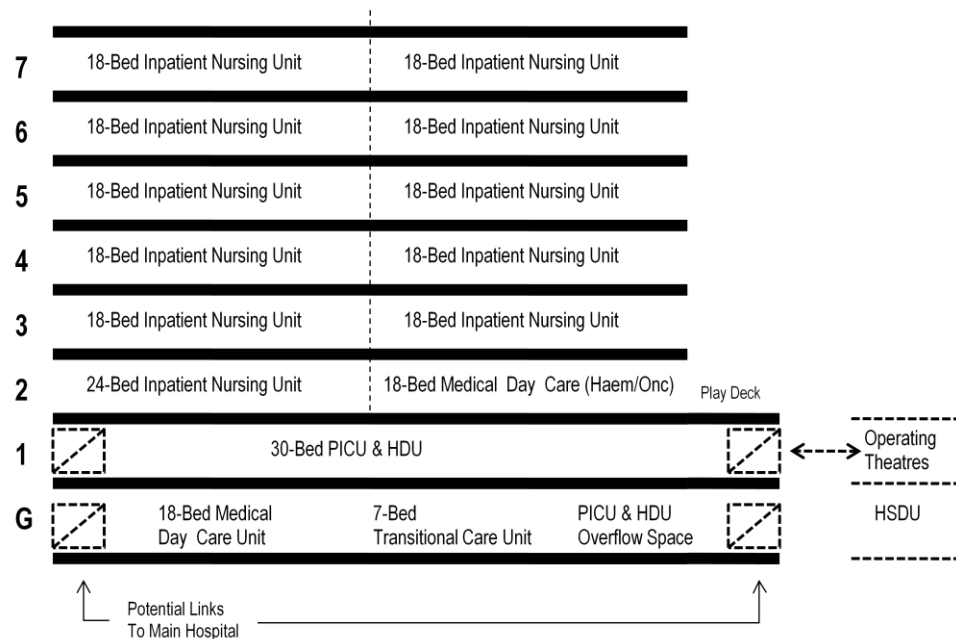 7
18-Bed Inpatient Nursing Unit 18-Bed Inpatient Nursing Unit
6
18-Bed Inpatient Nursing Unit 18-Bed Inpatient Nursing Unit
5
18-Bed Inpatient Nursing Unit 18-Bed Inpatient Nursing Unit
4
18-Bed Inpatient Nursing Unit 18-Bed Inpatient Nursing Unit
3
18-Bed Inpatient Nursing Unit 18-Bed Inpatient Nursing Unit
2
24-Bed Inpatient Nursing Unit 18-Bed Medical Day Care (Haem/Onc)
Play Deck
1
30-Bed PICU & HDU
Operating
Theatres
G
18-Bed Medical
Day Care Unit
7-Bed
Transitional Care Unit
PICU & HDU
Overflow Space
HSDU
Potential Links
To Main Hospital